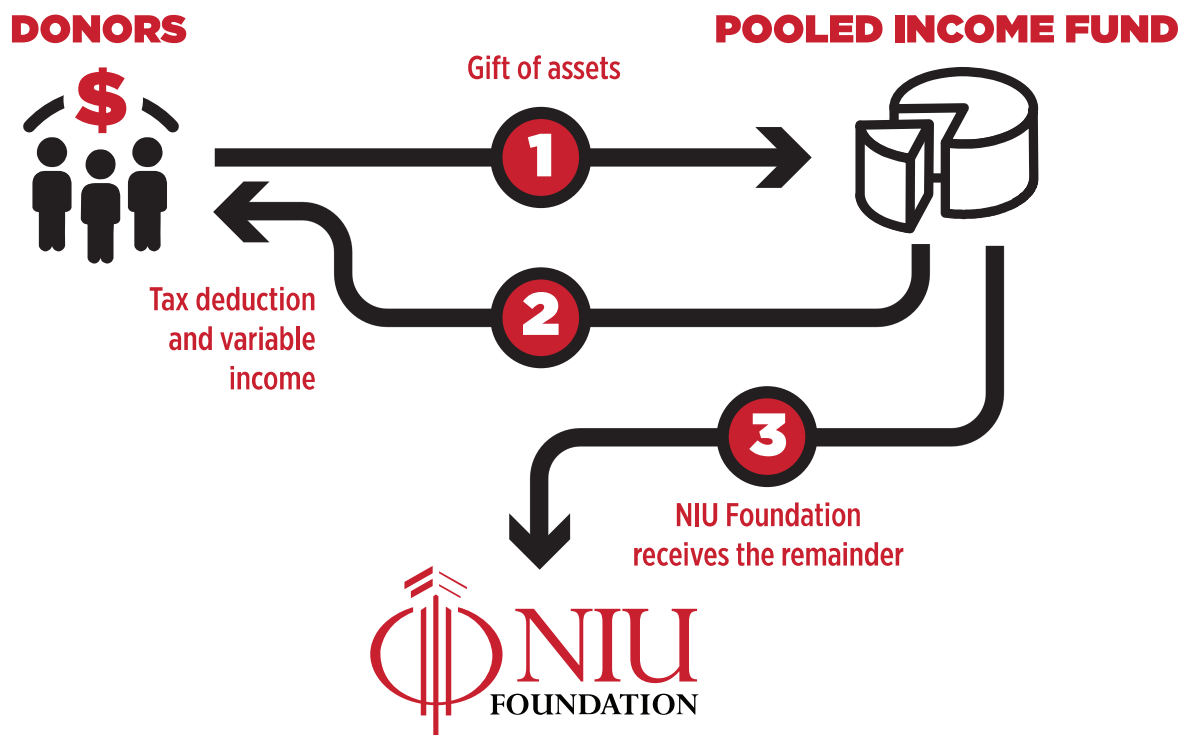 DONORS
$
POOLED INCOME FUND
Gift of assets
1
Tax deduction
and variable
income
2
3
NIU Foundation
receives the remainder
NIU
FOUNDATION